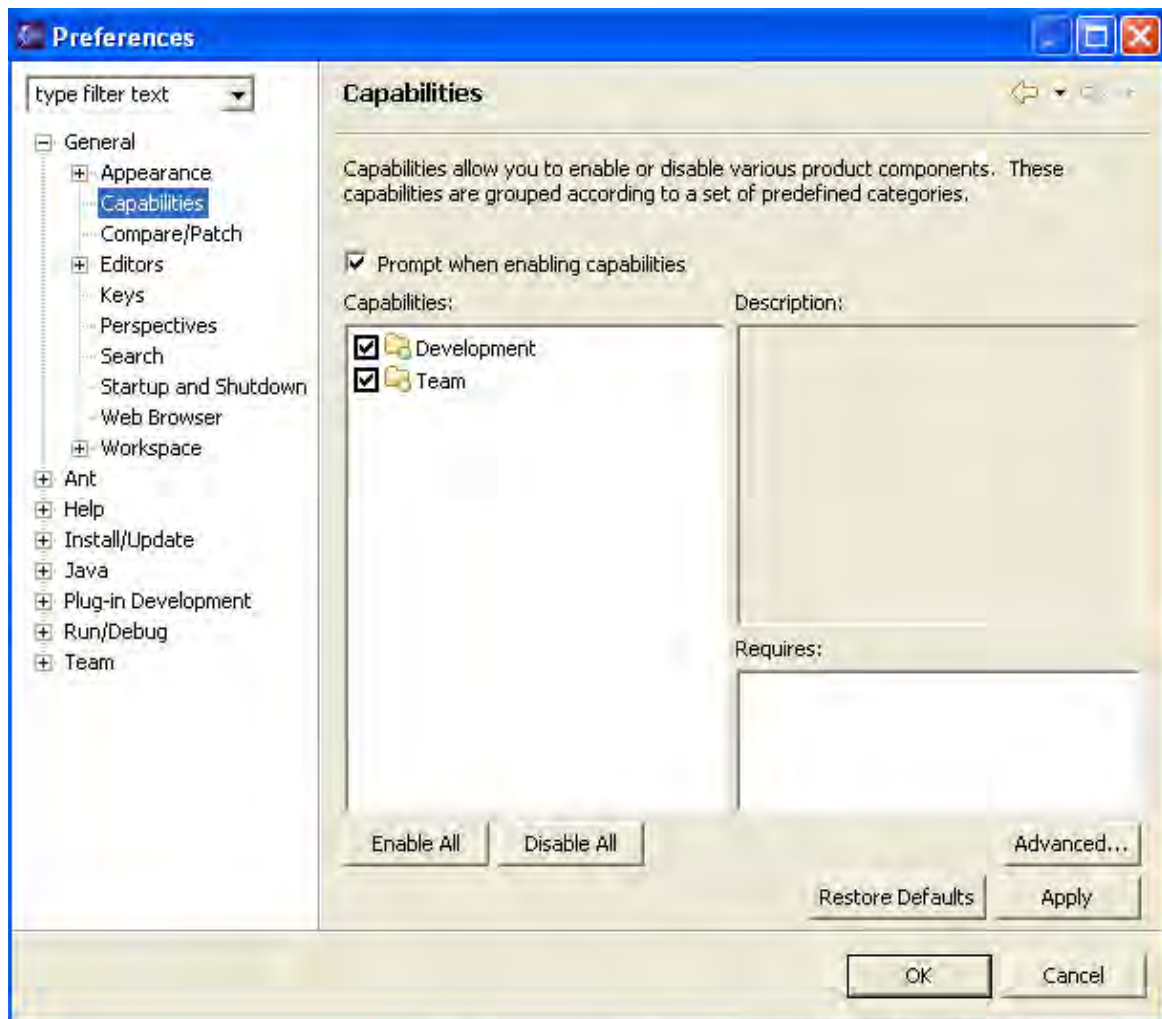 Preferences
type filter text
General
Appearance
Capabilities
Compare/Patch
Editors
Keys
Perspectives
Search
Startup and Shutdown
Web Browser
Workspace
Ant
Help
Install/Update
Java
Plug-in Development
Run/Debug
Team
Capabilities
Capabilities allow you to enable or disable various product components.  These
capabilities are grouped according to a set of predefined categories.
Prompt when enabling capabilities
Capabilities:
Development
Team
Description:
Requires:
Enable All
Disable All
Advanced...
Restore Defaults
Apply
OK
Cancel